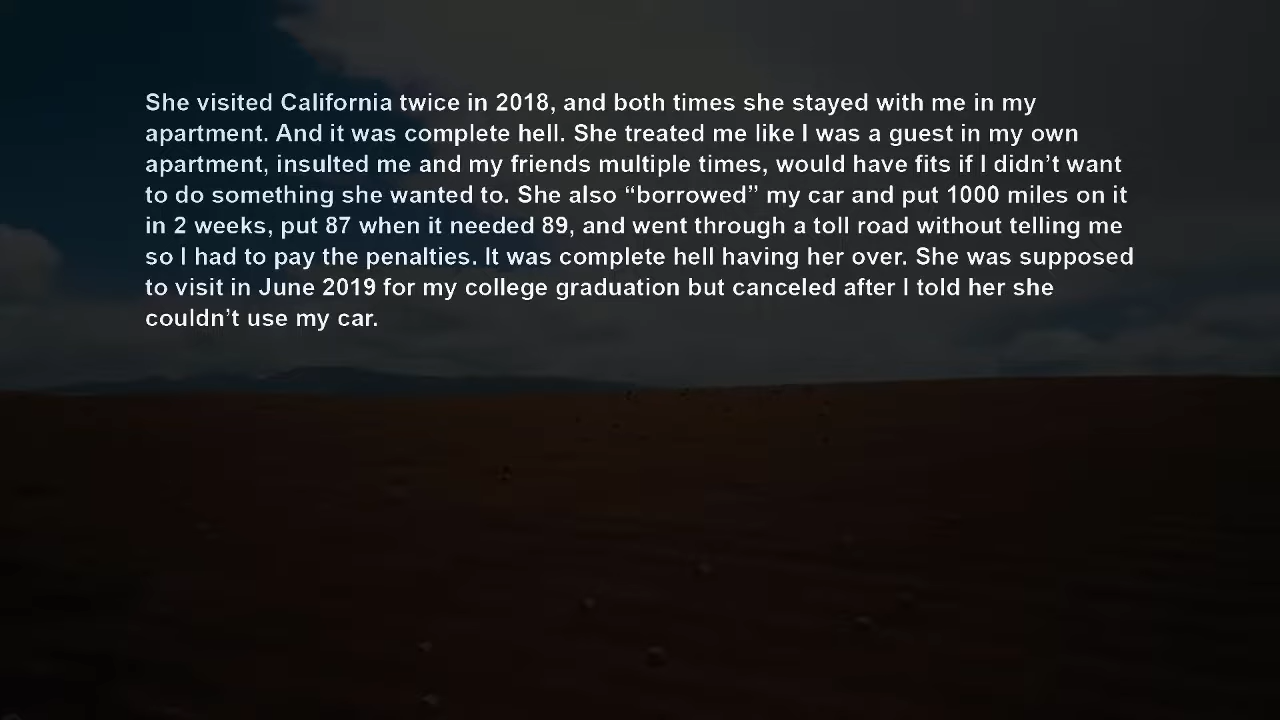 She visited California twice in 2018, and both times she stayed with me in my
apartment. And it was complete hell. She treated me like I was a guest in my own
apartment, insulted me and my friends multiple times, would have fits if I didn’t want
to do something she wanted to. She also “borrowed” my car and put 1000 miles on it
in 2 weeks, put 87 when it needed 89, and went through a toll road without telling me
so I had to pay the penalties. It was complete hell having her over. She was supposed
to visit in June 2019 for my college graduation but canceled after I told her she
couldn’t use my car.